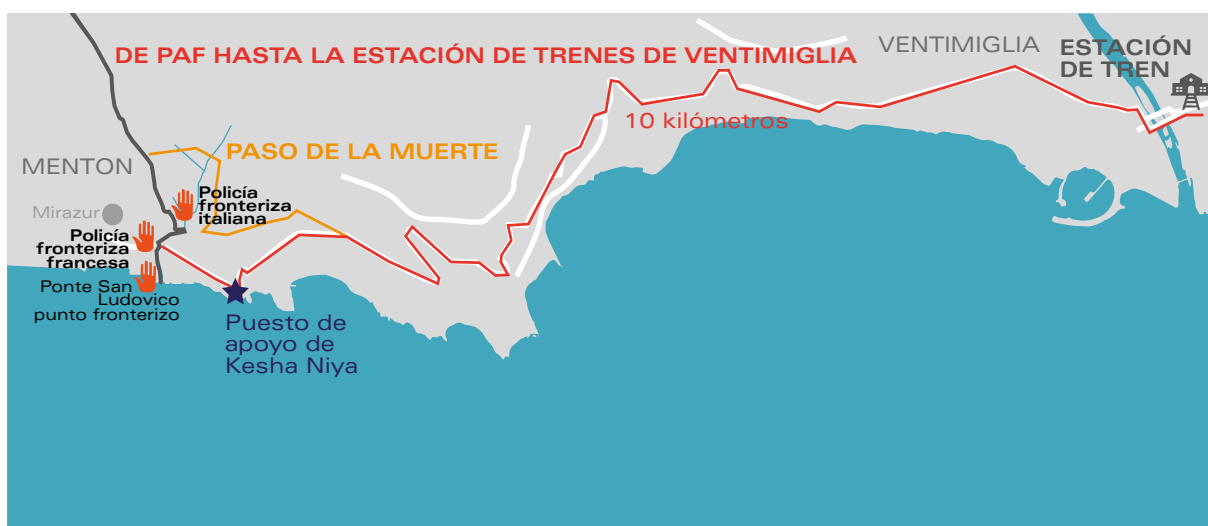 DE PAF HASTA LA ESTACIÓN DE TRENES DE VENTIMIGLIA
VENTIMIGLIA
ESTACIÓN
DE TREN
10 kilómetros
PASO DE LA MUERTE
MENTON
Mirazur
Policía
fronteriza
italiana
Policía
fronteriza
francesa
Ponte San
Ludovico
punto fronterizo
Puesto de
apoyo de
Kesha Niya